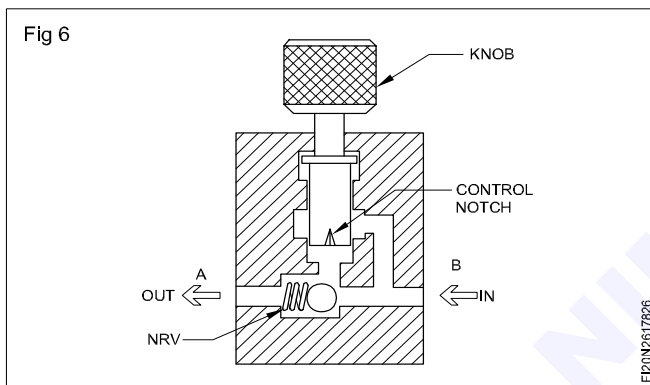 Fig 6
KNOB
CONTROL
NOTCH
A
B
OUT
IN
NRV
FI20N2617826